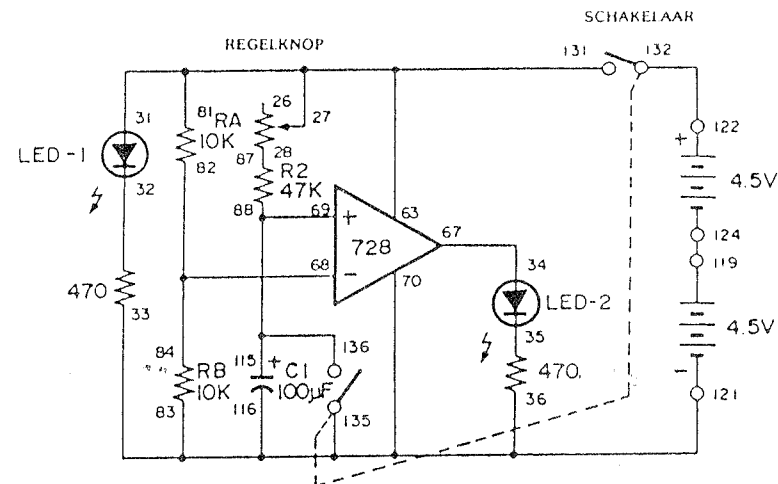 SCHAKELAAR
REGELKNOP
131
132
31
81
RA
10K
26
27
LED-1
82
87
28
122
+
32
R2
47K
4.5V
88
69
+
63
728
67
124
68
-
70
34
119
470
33
LED-2
35
4.5V
84
115
+
136
RB
10K
C1
100µF
470
-
121
83
116
135
36